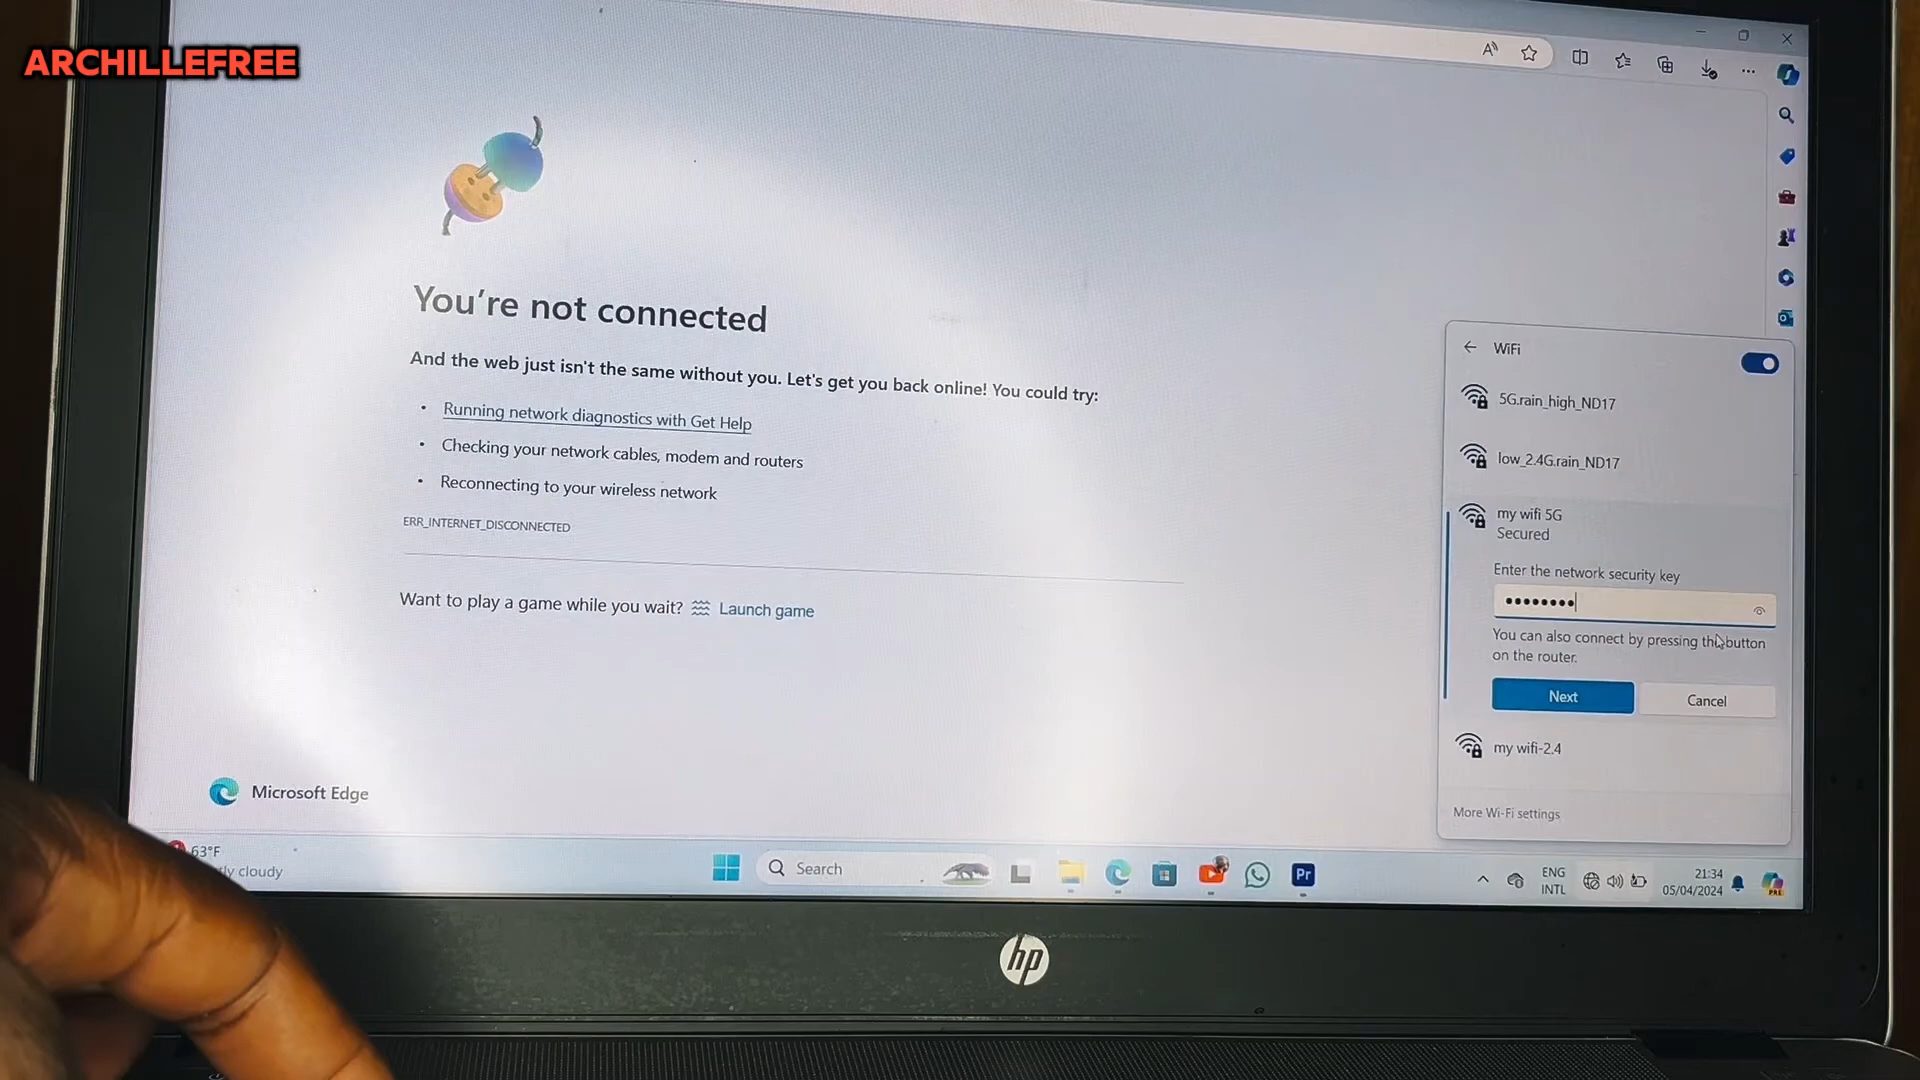 ARCHILLEFREE
You're not connected
And the web just isn't the same without you. Let's get you back online! You could try:
• Running network diagnostics with Get Help
• Checking your network cables, modem and routers
• Reconnecting to your wireless network
ERR_INTERNET_DISCONNECTED
Want to play a game while you wait? Launch game
Microsoft Edge
WiFi
5G.rain_high_ND17
low_2.4G.rain_ND17
my wifi 5G
Secured
Enter the network security key
You can also connect by pressing the button
on the router.
Next
Cancel
my wifi-2.4
More Wi-Fi settings
63°F
cloudy
Search
Pr
ENG
INTL
21:34
05/04/2024
PRE
hp